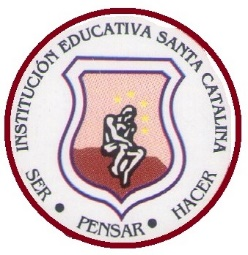 INSTITUCIÓN EDUCATIVA SANTA CATALINA
SER • PENSAR • HACER